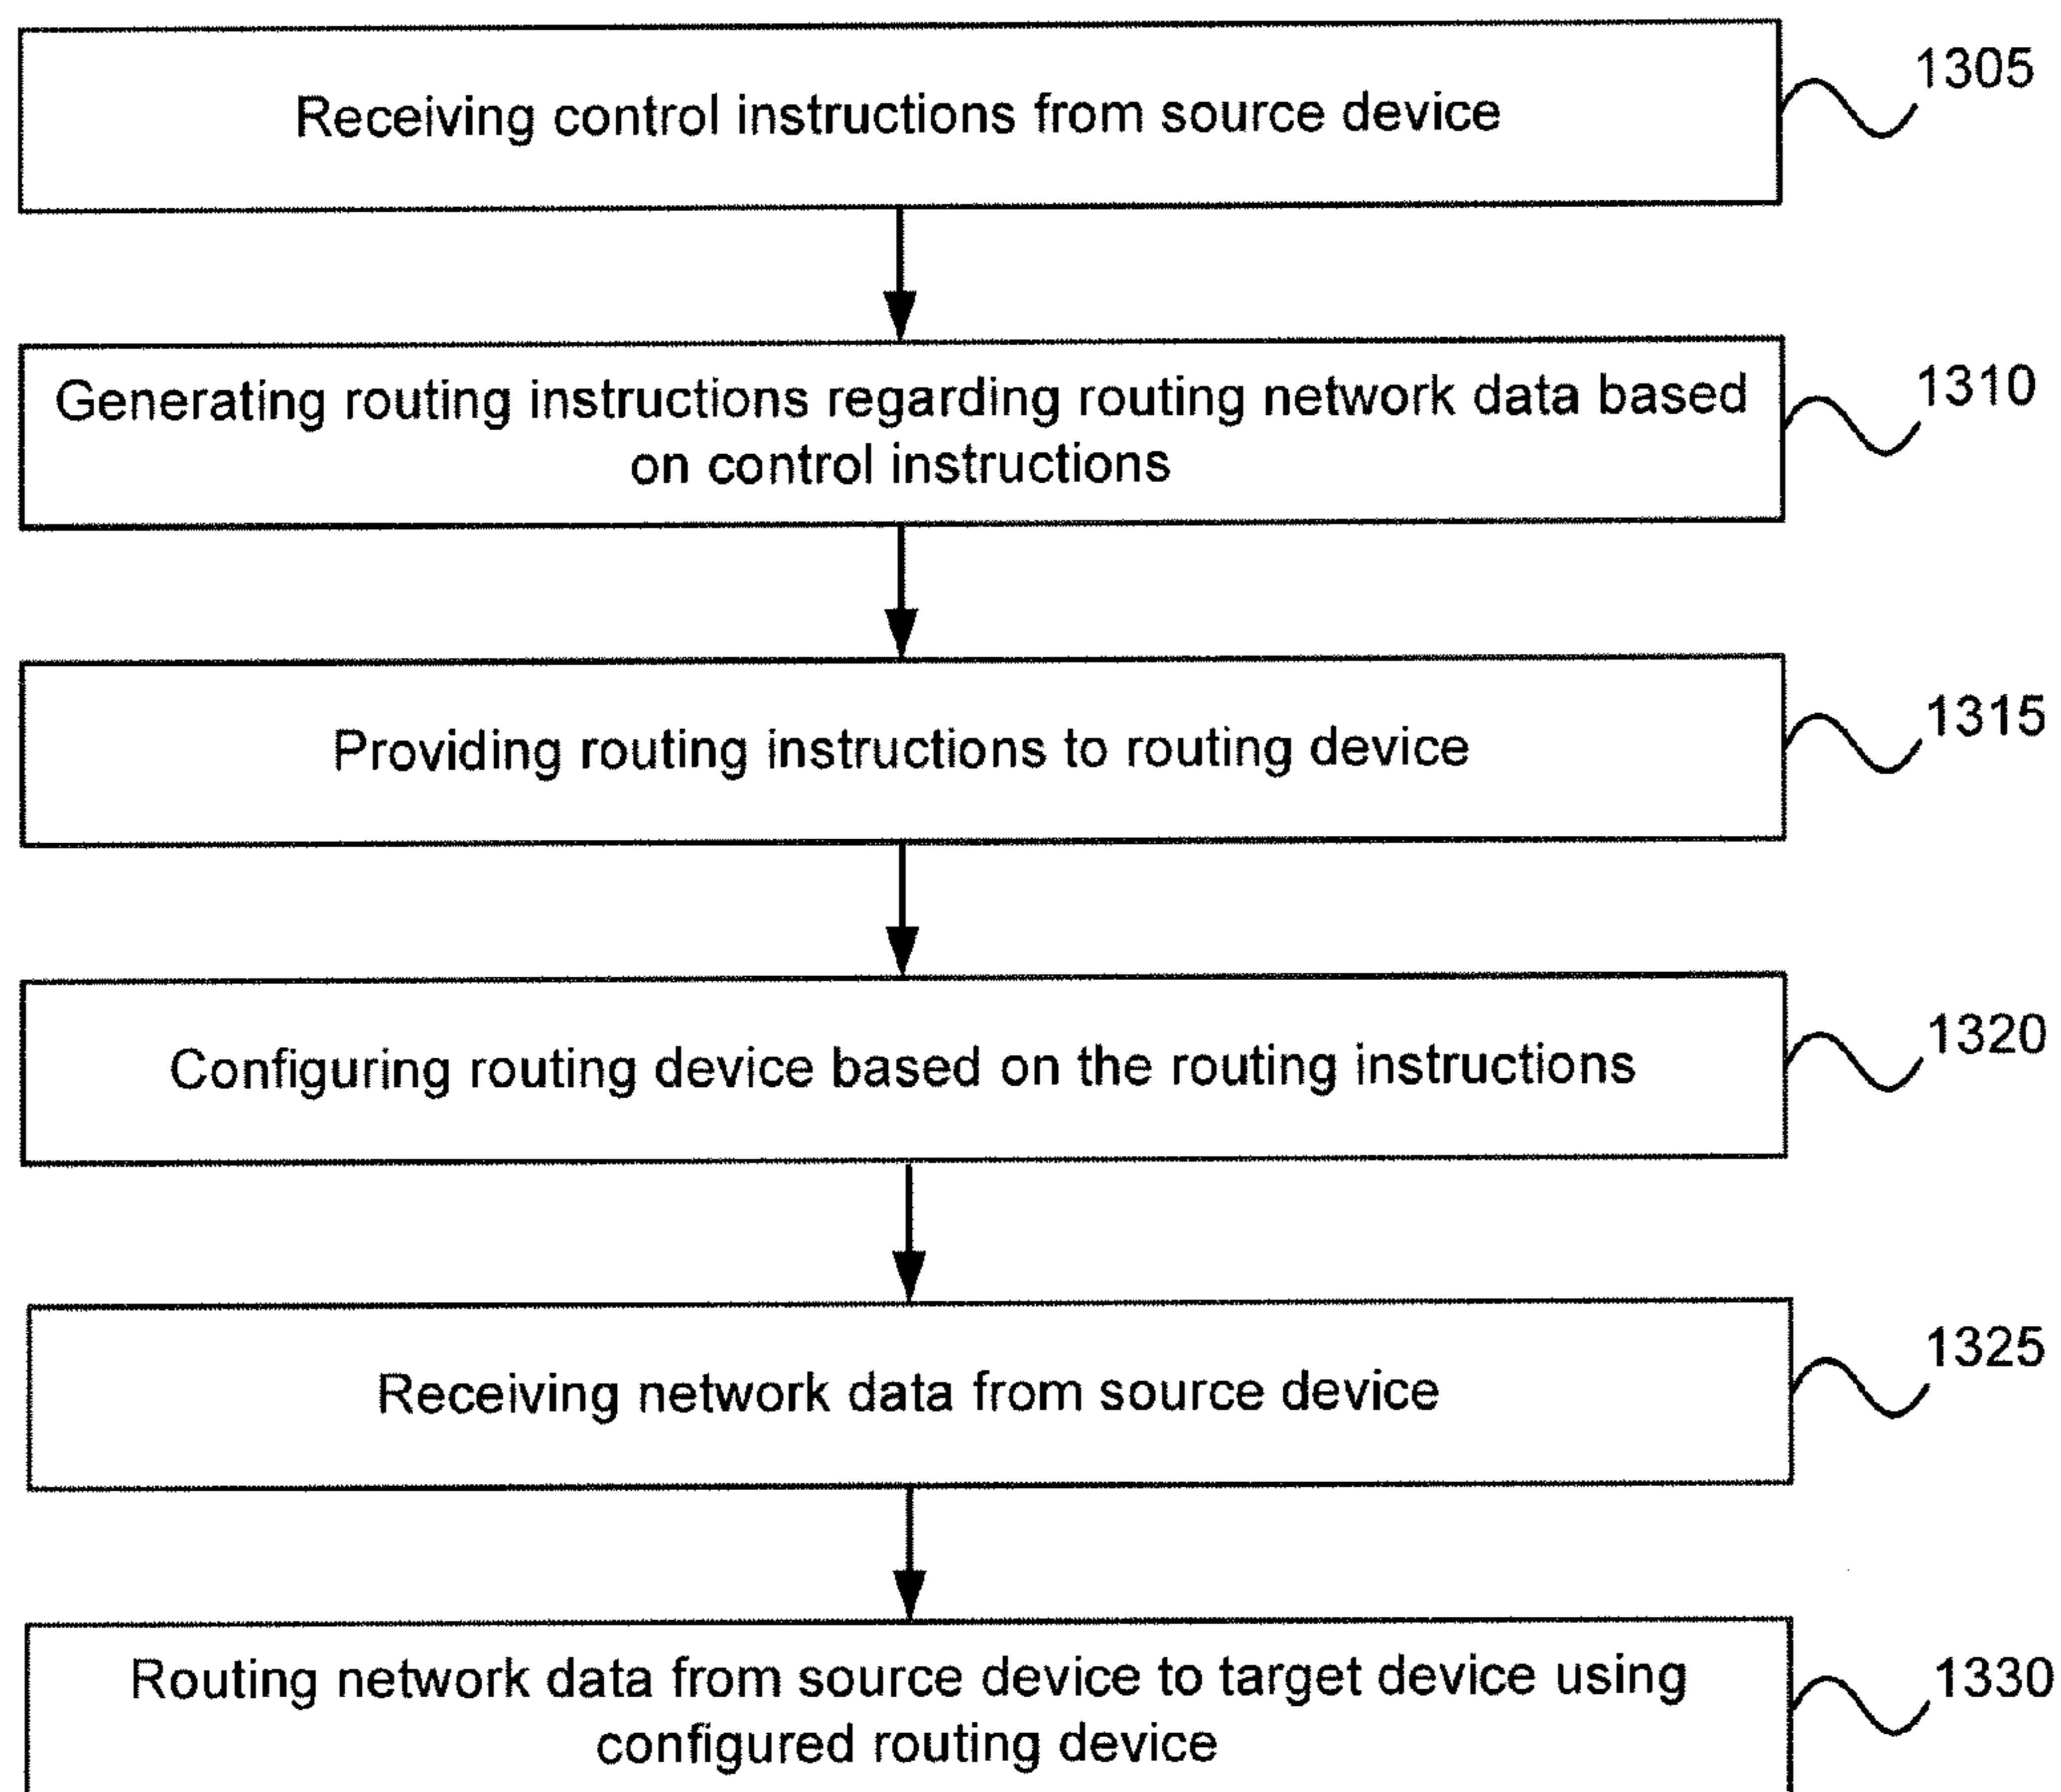 Receiving control instructions from source device
1305
Generating routing instructions regarding routing network data based
on control instructions
1310
Providing routing instructions to routing device
1315
Configuring routing device based on the routing instructions
1320
Receiving network data from source device
1325
Routing network data from source device to target device using
configured routing device
1330